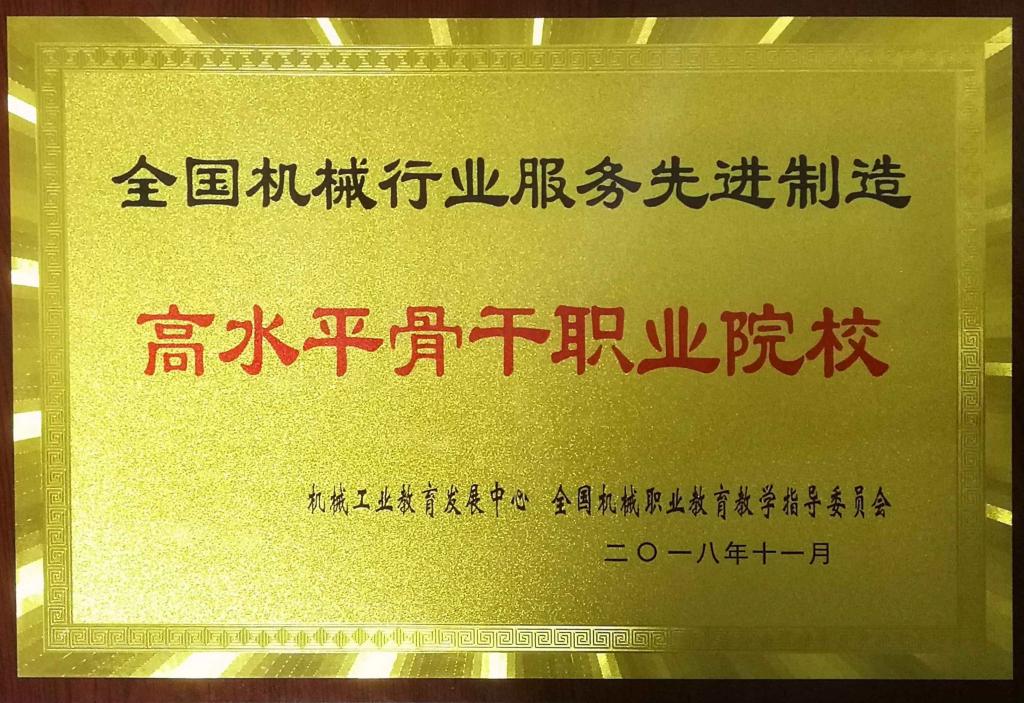 全国机械行业服务先进制造
高水平骨干职业院校
机械工业教育发展中心 全国机械职业教育教学指导委员会
二〇一八年十一月